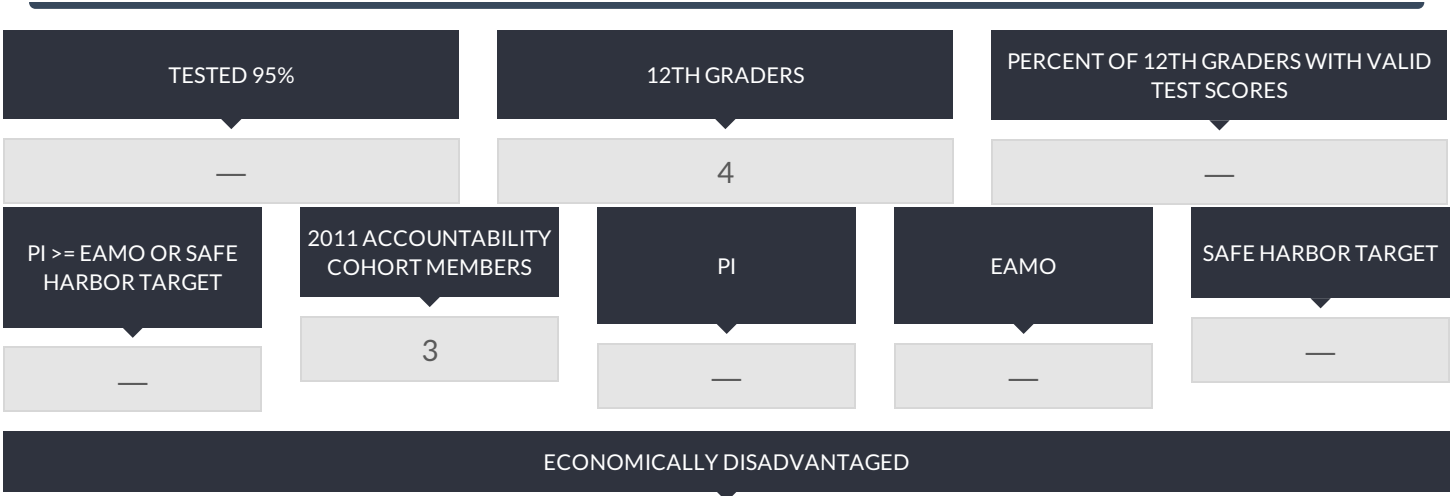 TESTED 95%
12TH GRADERS
PERCENT OF 12TH GRADERS WITH VALID
TEST SCORES
—
4
—
PI >= EAMO OR SAFE
HARBOR TARGET
2011 ACCOUNTABILITY
COHORT MEMBERS
PI
EAMO
SAFE HARBOR TARGET
—
3
—
—
—
ECONOMICALLY DISADVANTAGED